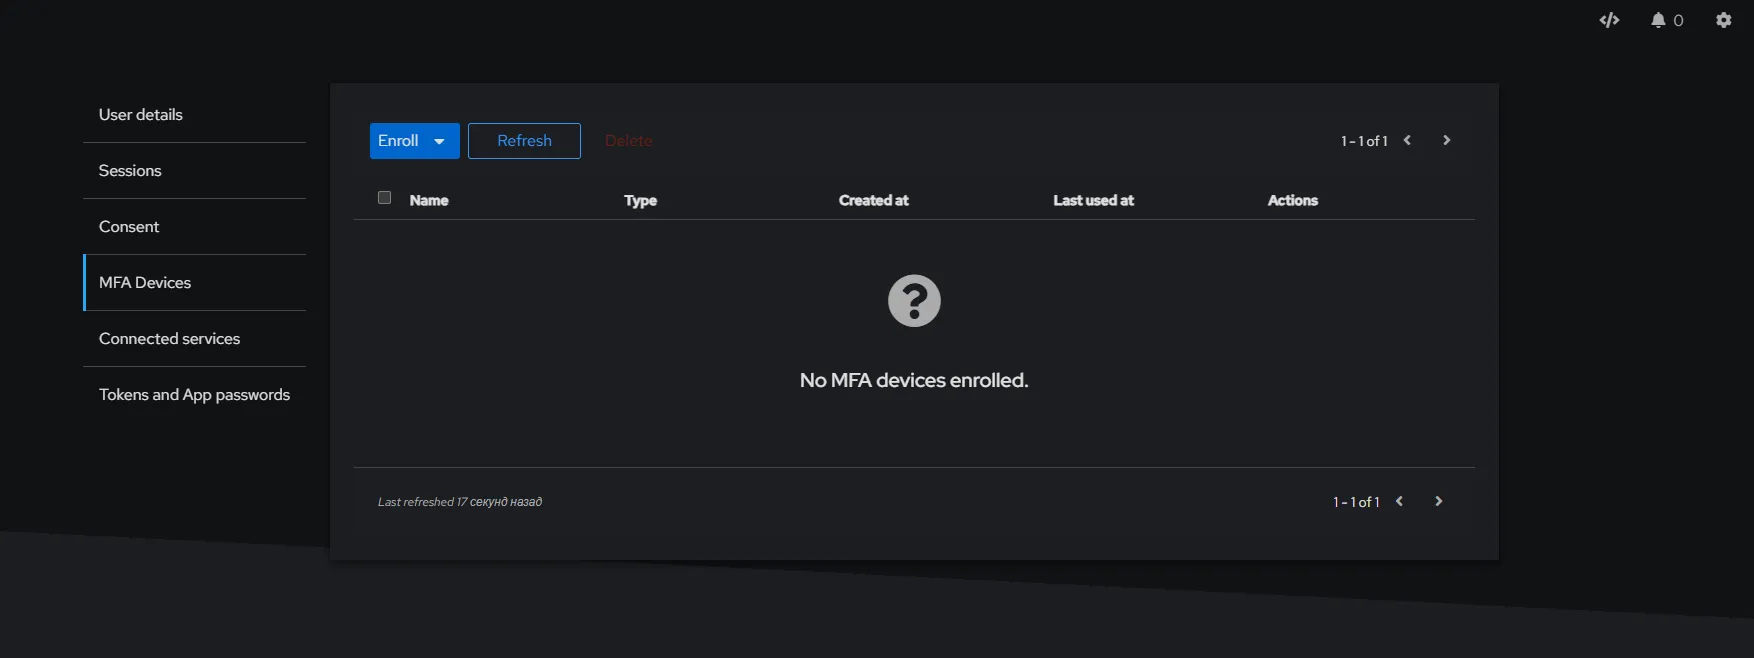 0
User details
Sessions
Consent
MFA Devices
Connected services
Tokens and App passwords
Enroll Refresh Delete 1 - 1 of 1
Name Type Created at Last used at Actions
?
No MFA devices enrolled.
Last refreshed 17 секунд назад 1 - 1 of 1